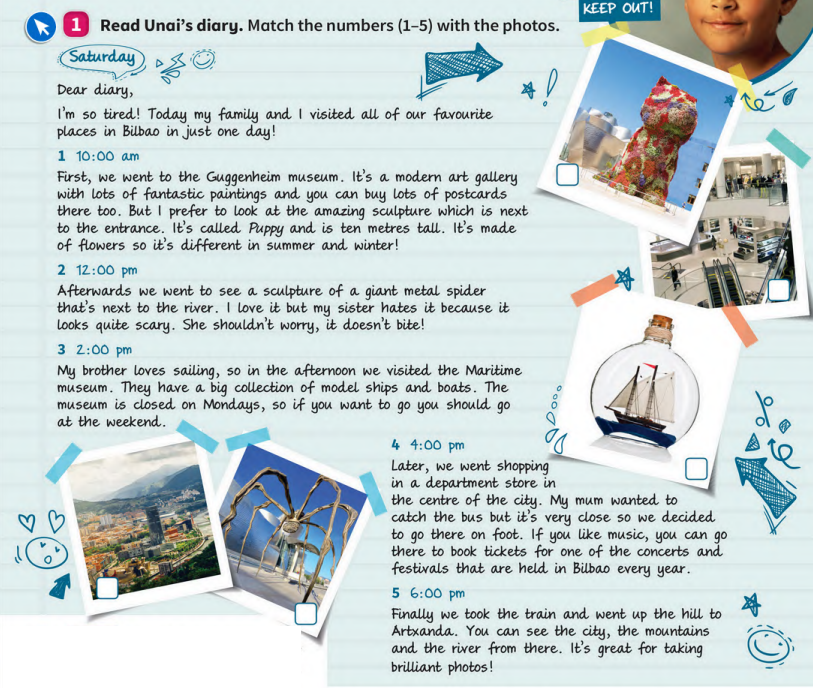 KEEP OUT!
1 Read Unai's diary. Match the numbers (1–5) with the photos.
Saturday
Dear diary,
I'm so tired! Today my family and I visited all of our favourite
places in Bilbao in just one day!
1 10:00 am
First, we went to the Guggenheim museum. It's a modern art gallery
with lots of fantastic paintings and you can buy lots of postcards
there too. But I prefer to look at the amazing sculpture which is next
to the entrance. It's called Puppy and is ten metres tall. It's made
of flowers so it's different in summer and winter!
2 12:00 pm
Afterwards we went to see a sculpture of a giant metal spider
that's next to the river. I love it but my sister hates it because it
looks quite scary. She shouldn't worry, it doesn't bite!
3 2:00 pm
My brother loves sailing, so in the afternoon we visited the Maritime
museum. They have a big collection of model ships and boats. The
museum is closed on Mondays, so if you want to go you should go
at the weekend.
4 4:00 pm
Later, we went shopping
in a department store in
the centre of the city. My mum wanted to
catch the bus but it's very close so we decided
to go there on foot. If you like music, you can go
there to book tickets for one of the concerts and
festivals that are held in Bilbao every year.
5 6:00 pm
Finally we took the train and went up the hill to
Artxanda. You can see the city, the mountains
and the river from there. It's great for taking
brilliant photos!